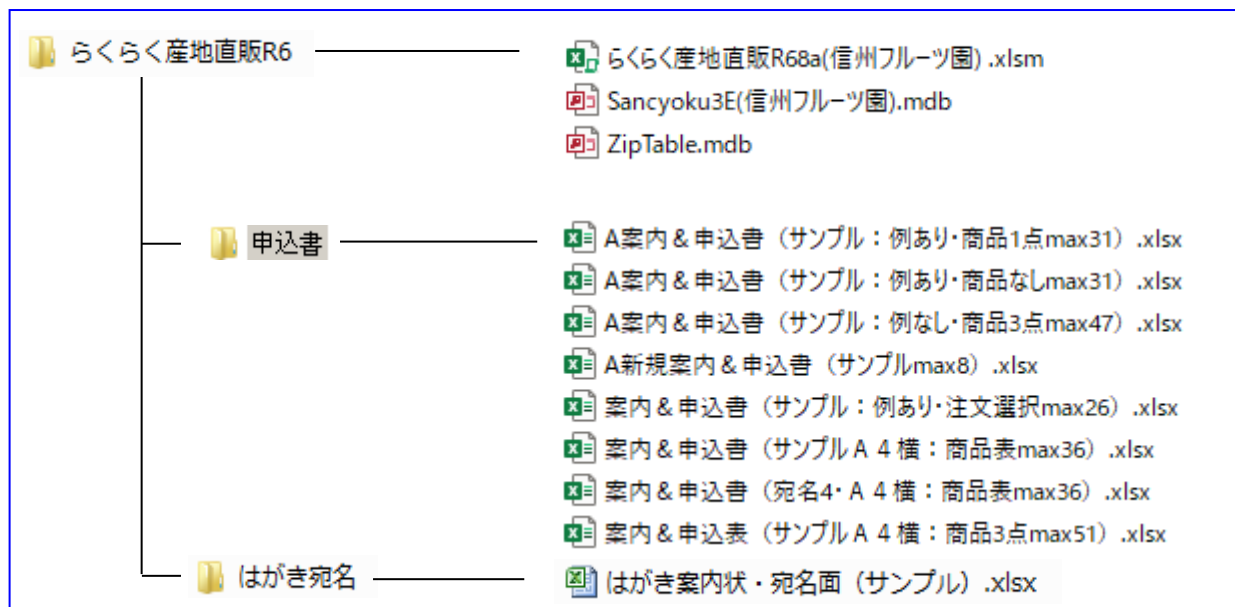 らくらく産地直販R6
らくらく産地直販R68a(信州フルーツ園) .xlsm
Sancyoku3E(信州フルーツ園).mdb
ZipTable.mdb
申込書
A案内＆申込書（サンプル：例あり・商品1点max31）.xlsx
A案内＆申込書（サンプル：例あり・商品なしmax31）.xlsx
A案内＆申込書（サンプル：例なし・商品3点max47）.xlsx
A新規案内＆申込書（サンプルmax8）.xlsx
案内＆申込書（サンプル：例あり・注文選択max26）.xlsx
案内＆申込書（サンプルＡ４横：商品表max36）.xlsx
案内＆申込書（宛名4・Ａ４横：商品表max36）.xlsx
案内＆申込表（サンプルＡ４横：商品3点max51）.xlsx
はがき宛名
はがき案内状・宛名面（サンプル）.xlsx